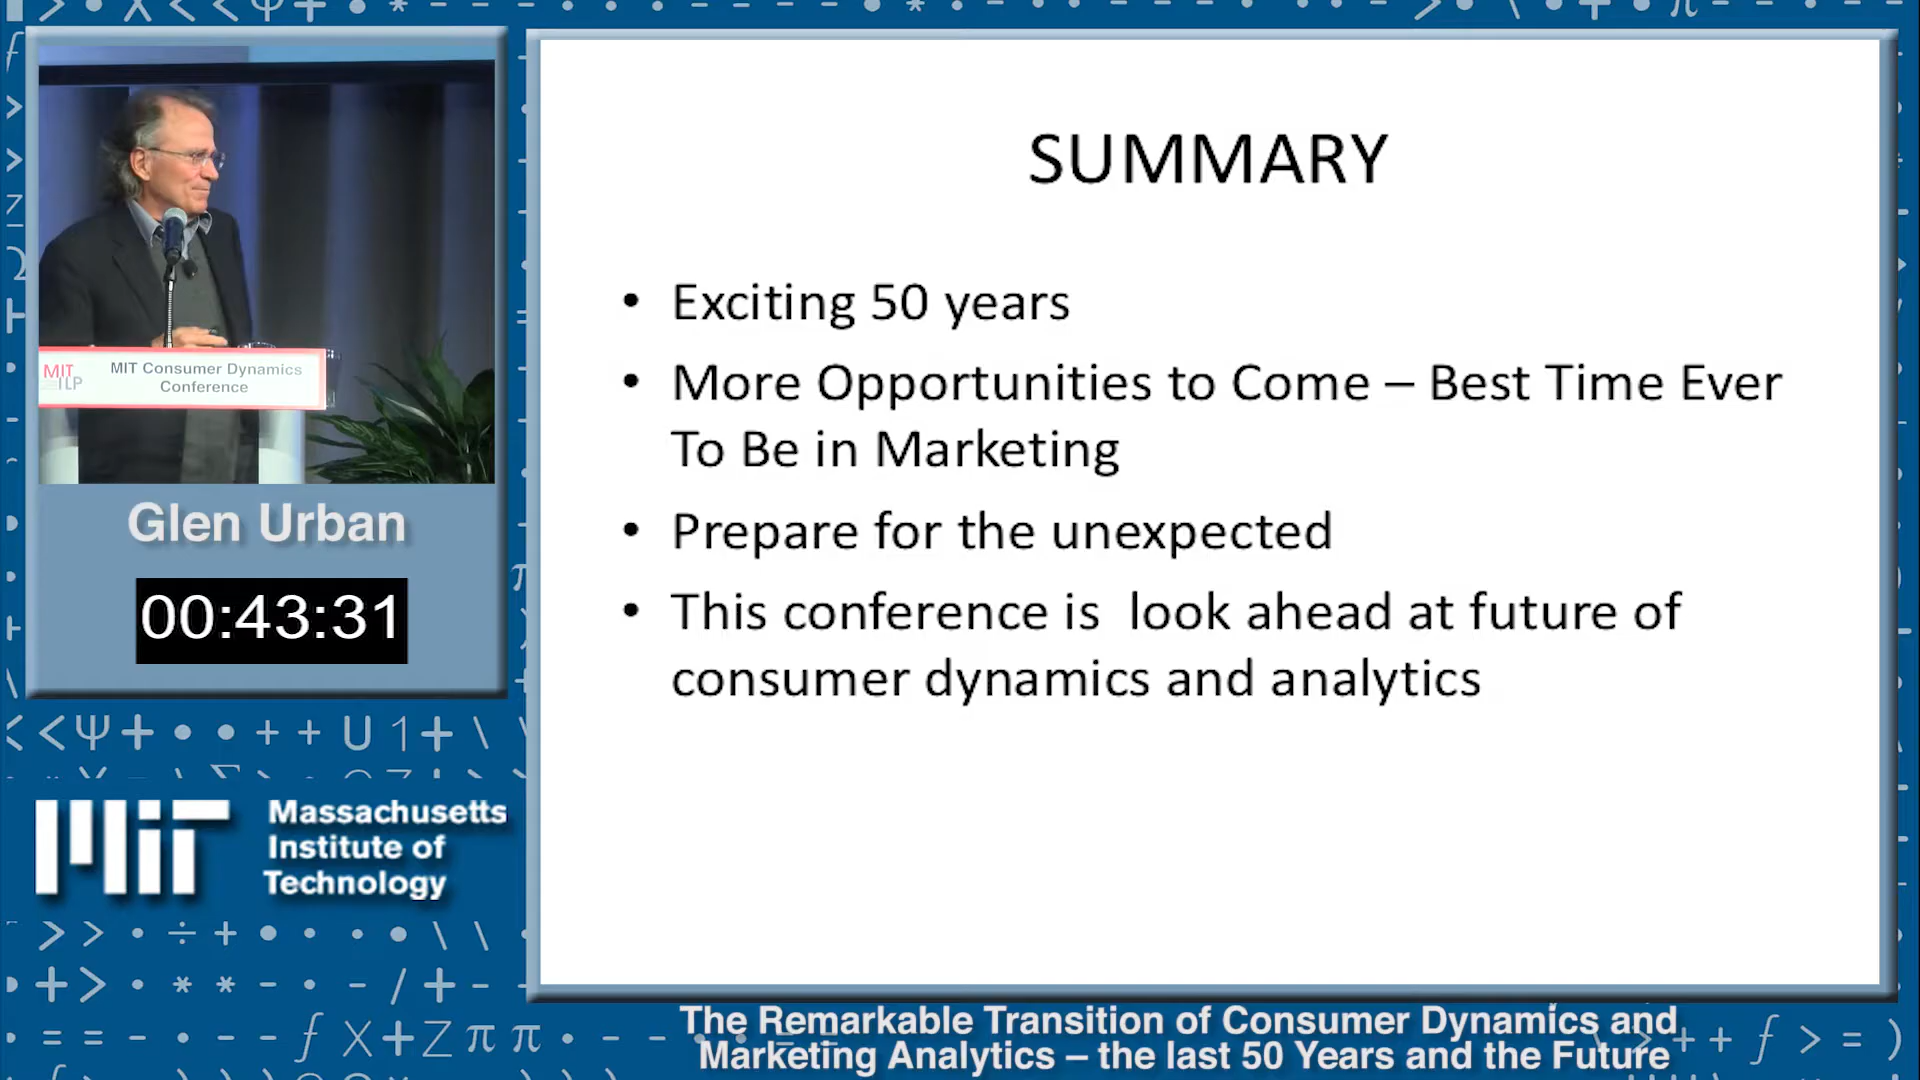 MIT
ILP
MIT Consumer Dynamics
Conference
Glen Urban
00:43:31
MIT
Massachusetts
Institute of
Technology
SUMMARY
• Exciting 50 years
• More Opportunities to Come – Best Time Ever
To Be in Marketing
• Prepare for the unexpected
• This conference is  look ahead at future of
consumer dynamics and analytics
The Remarkable Transition of Consumer Dynamics and
Marketing Analytics – the last 50 Years and the Future